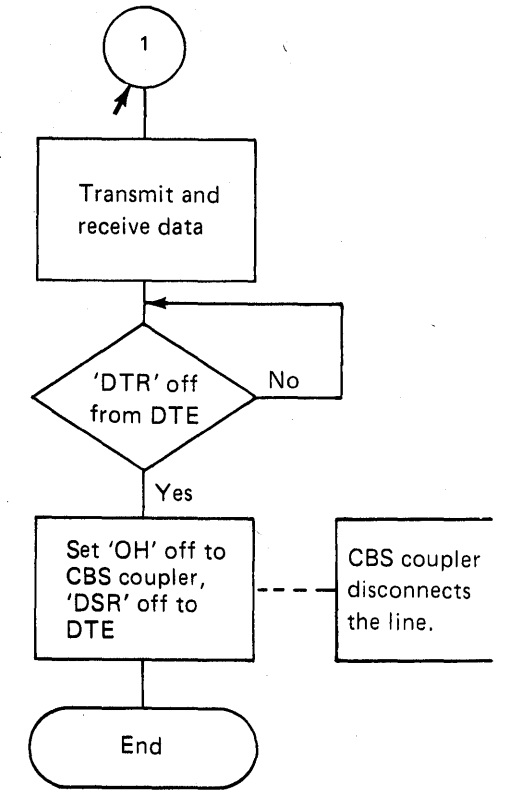 1
Transmit and
receive data
'DTR' off
from DTE
No
Yes
Set 'OH' off to
CBS coupler,
'DSR' off to
DTE
CBS coupler
disconnects
the line.
End